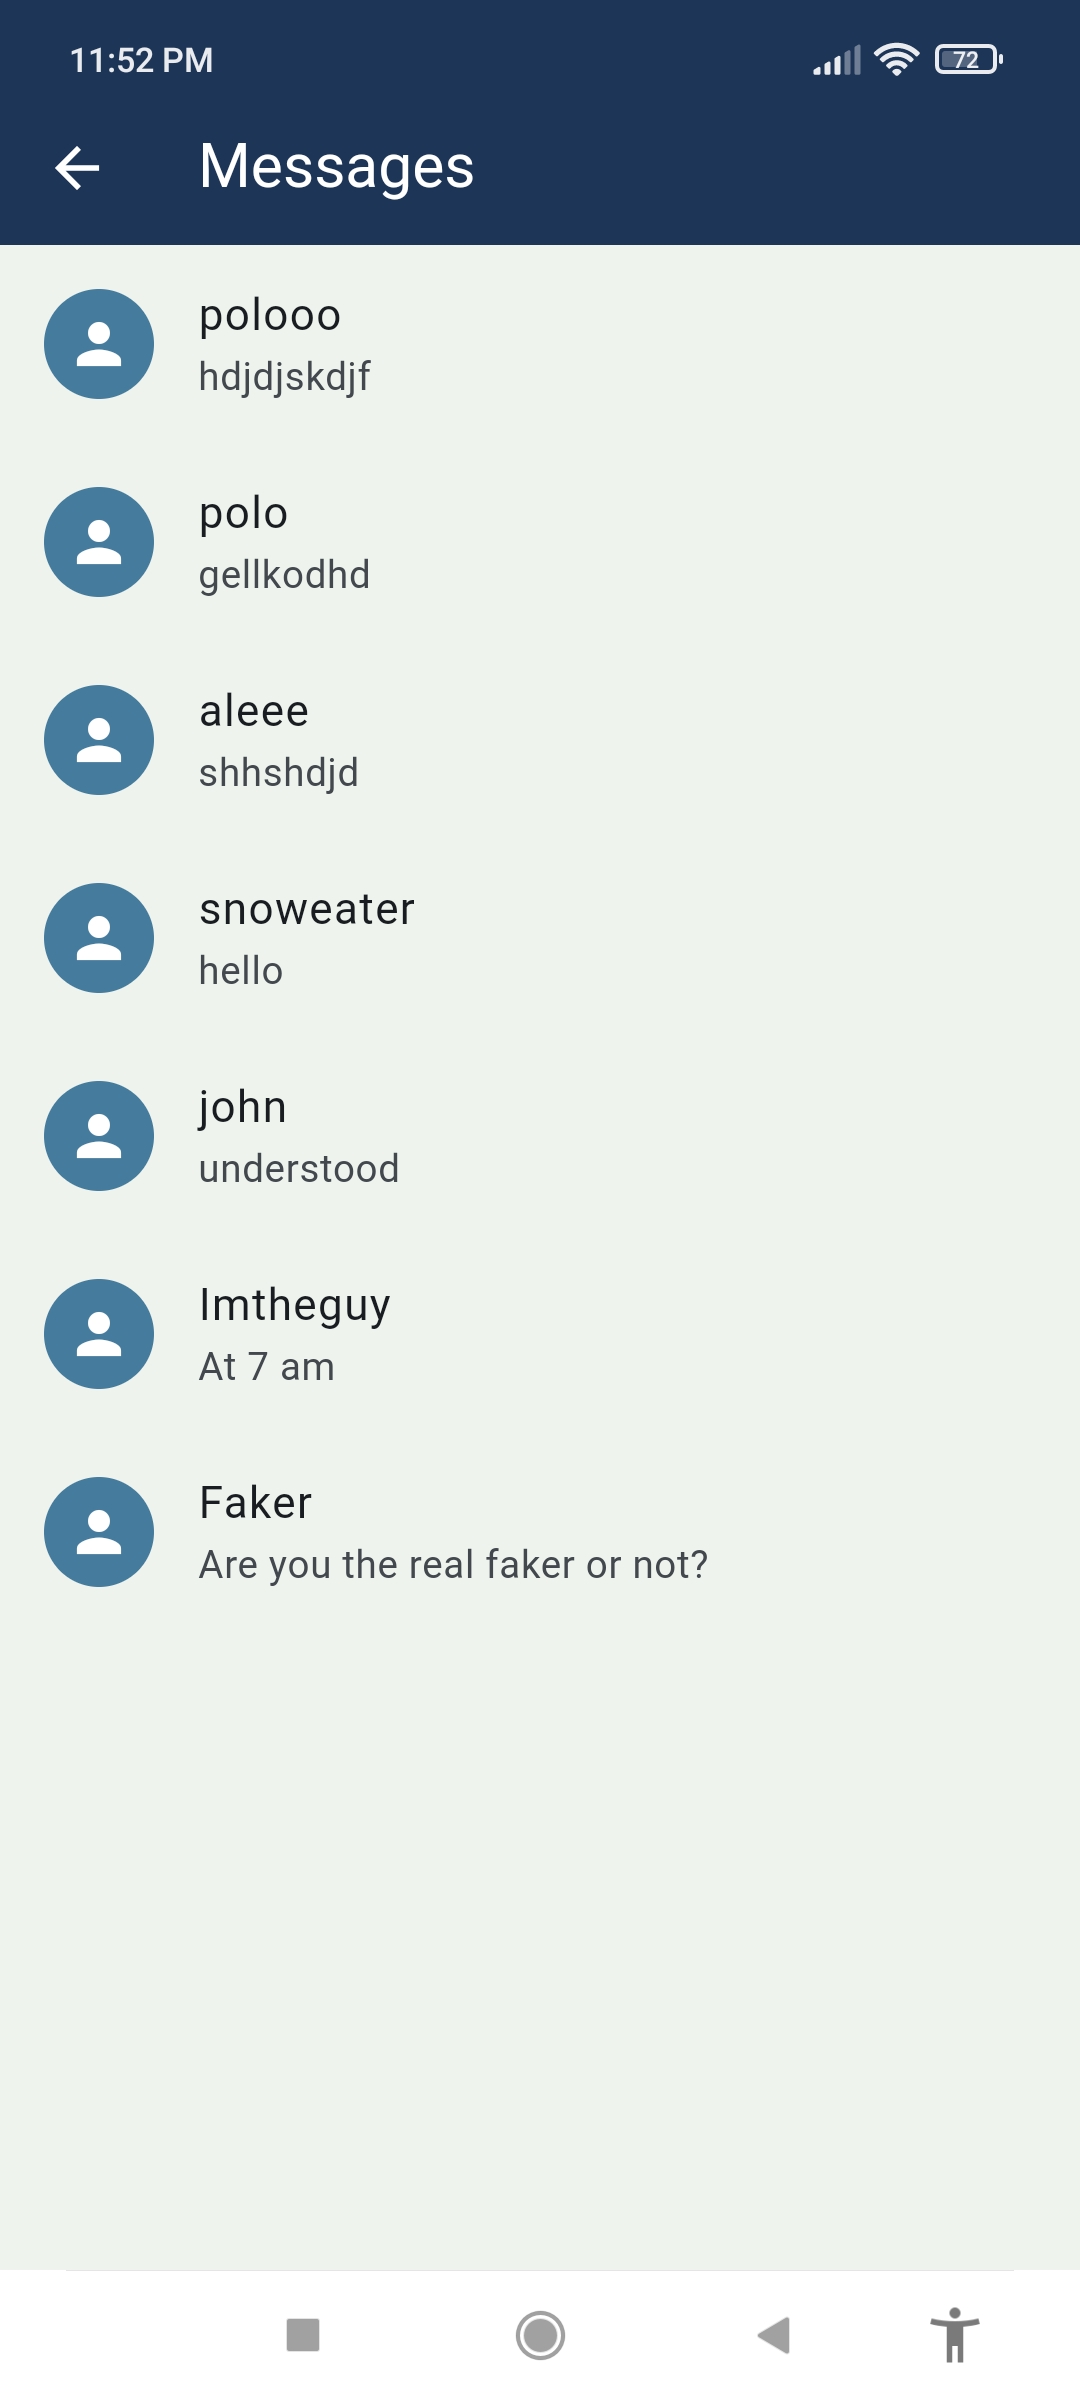 11:52 PM
72
Messages
polooo
hdjdjskdjf
polo
gellkodhd
aleee
shhshdjd
snoweater
hello
john
understood
Imtheguy
At 7 am
Faker
Are you the real faker or not?